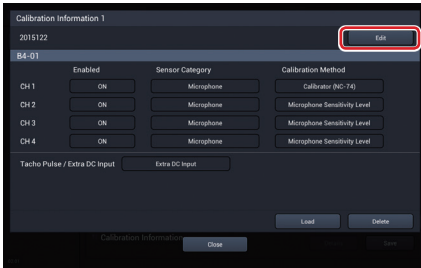 Calibration Information 1
2015122 Edit
B4-01
Enabled Sensor Category Calibration Method
CH 1 ON Microphone Calibrator (NC-74)
CH 2 ON Microphone Microphone Sensitivity Level
CH 3 ON Microphone Microphone Sensitivity Level
CH 4 ON Microphone Microphone Sensitivity Level
Tacho Pulse / Extra DC Input Extra DC Input
Load Delete
Calibration Information Close Save